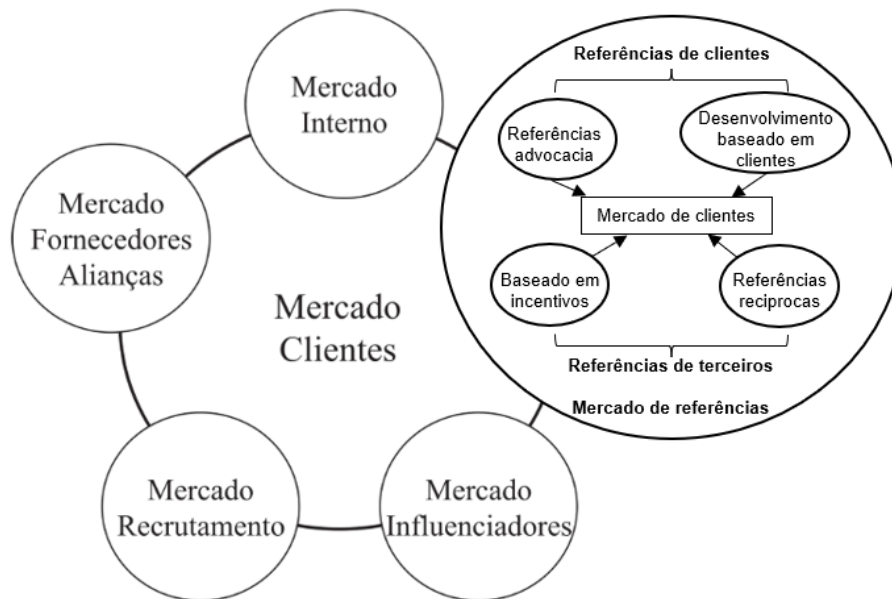 Mercado
Interno
Mercado
Fornecedores
Alianças
Mercado
Clientes
Mercado
Recrutamento
Mercado
Influenciadores
Referências de clientes
Referências
advocacia
Desenvolvimento
baseado em
clientes
Mercado de clientes
Baseado em
incentivos
Referências
reciprocas
Referências de terceiros
Mercado de referências